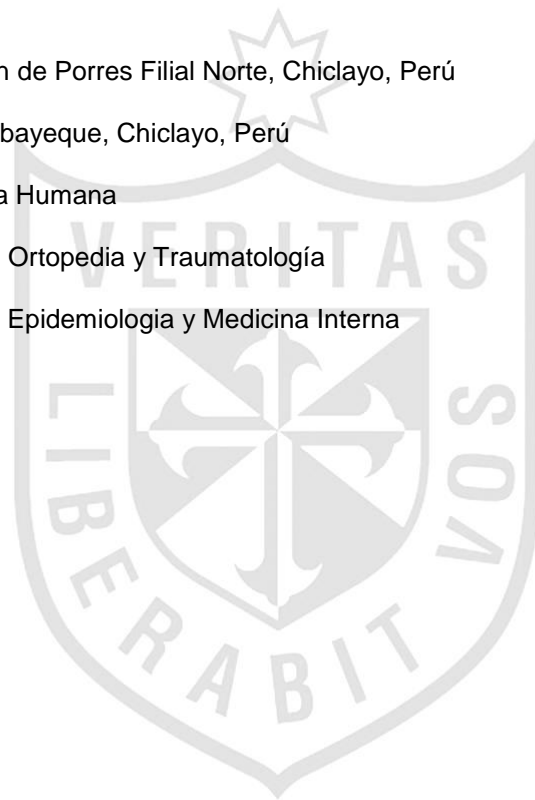 n de Porres Filial Norte, Chiclayo, Perú
bayeque, Chiclayo, Perú
a Humana
Ortopedia y Traumatología
Epidemiologia y Medicina Interna
VERITAS
LIBERABIT VOS